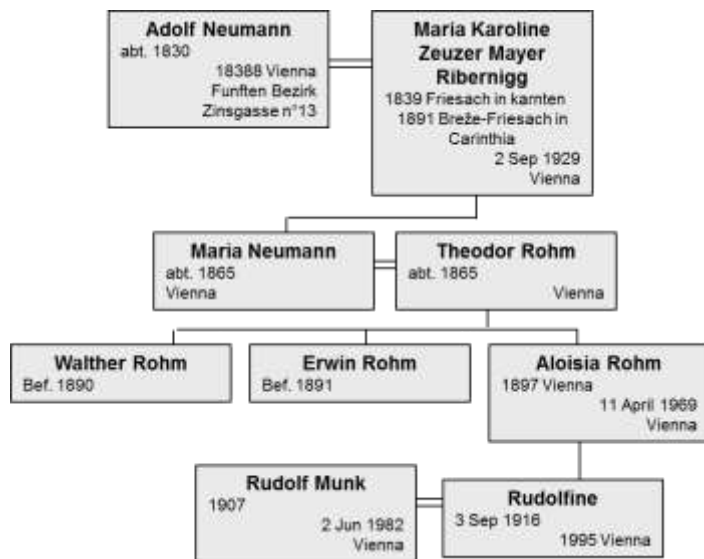 Adolf Neumann
abt. 1830
18388 Vienna
Funften Bezirk
Zinsgasse n°13
Maria Karoline
Zeuzer Mayer
Ribernigg
1839 Friesach in karnten
1891 Breže-Friesach in
Carinthia
2 Sep 1929
Vienna
Maria Neumann
abt. 1865
Vienna
Theodor Rohm
abt. 1865
Vienna
Walther Rohm
Bef. 1890
Erwin Rohm
Bef. 1891
Aloisia Rohm
1897 Vienna
11 April 1969
Vienna
Rudolf Munk
1907
2 Jun 1982
Vienna
Rudolfine
3 Sep 1916
1995 Vienna